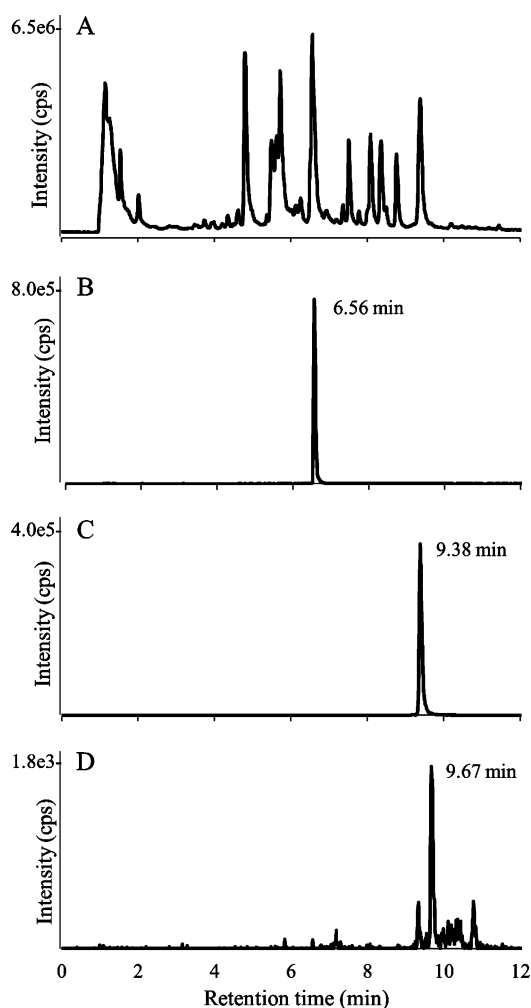 6.5e6
A
Intensity (cps)
8.0e5
B
6.56 min
Intensity (cps)
4.0e5
C
9.38 min
Intensity (cps)
1.8e3
D
9.67 min
Intensity (cps)
0 2 4 6 8 10 12
Retention time (min)